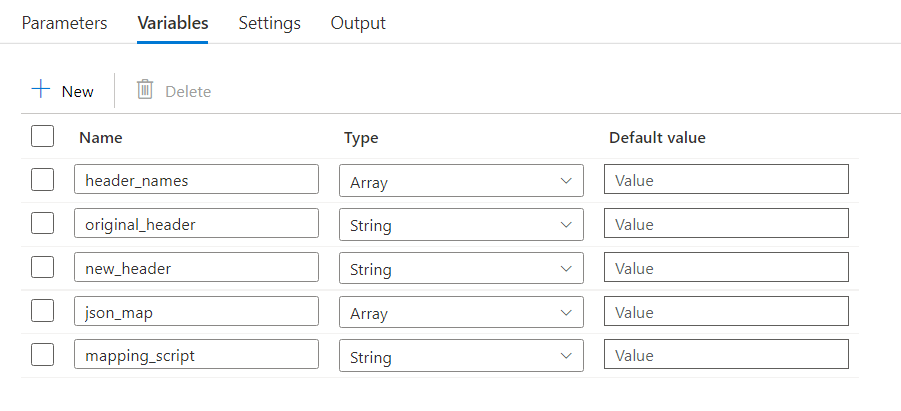 Parameters Variables Settings Output
New Delete
Name Type Default value
header_names Array Value
original_header String Value
new_header String Value
json_map Array Value
mapping_script String Value